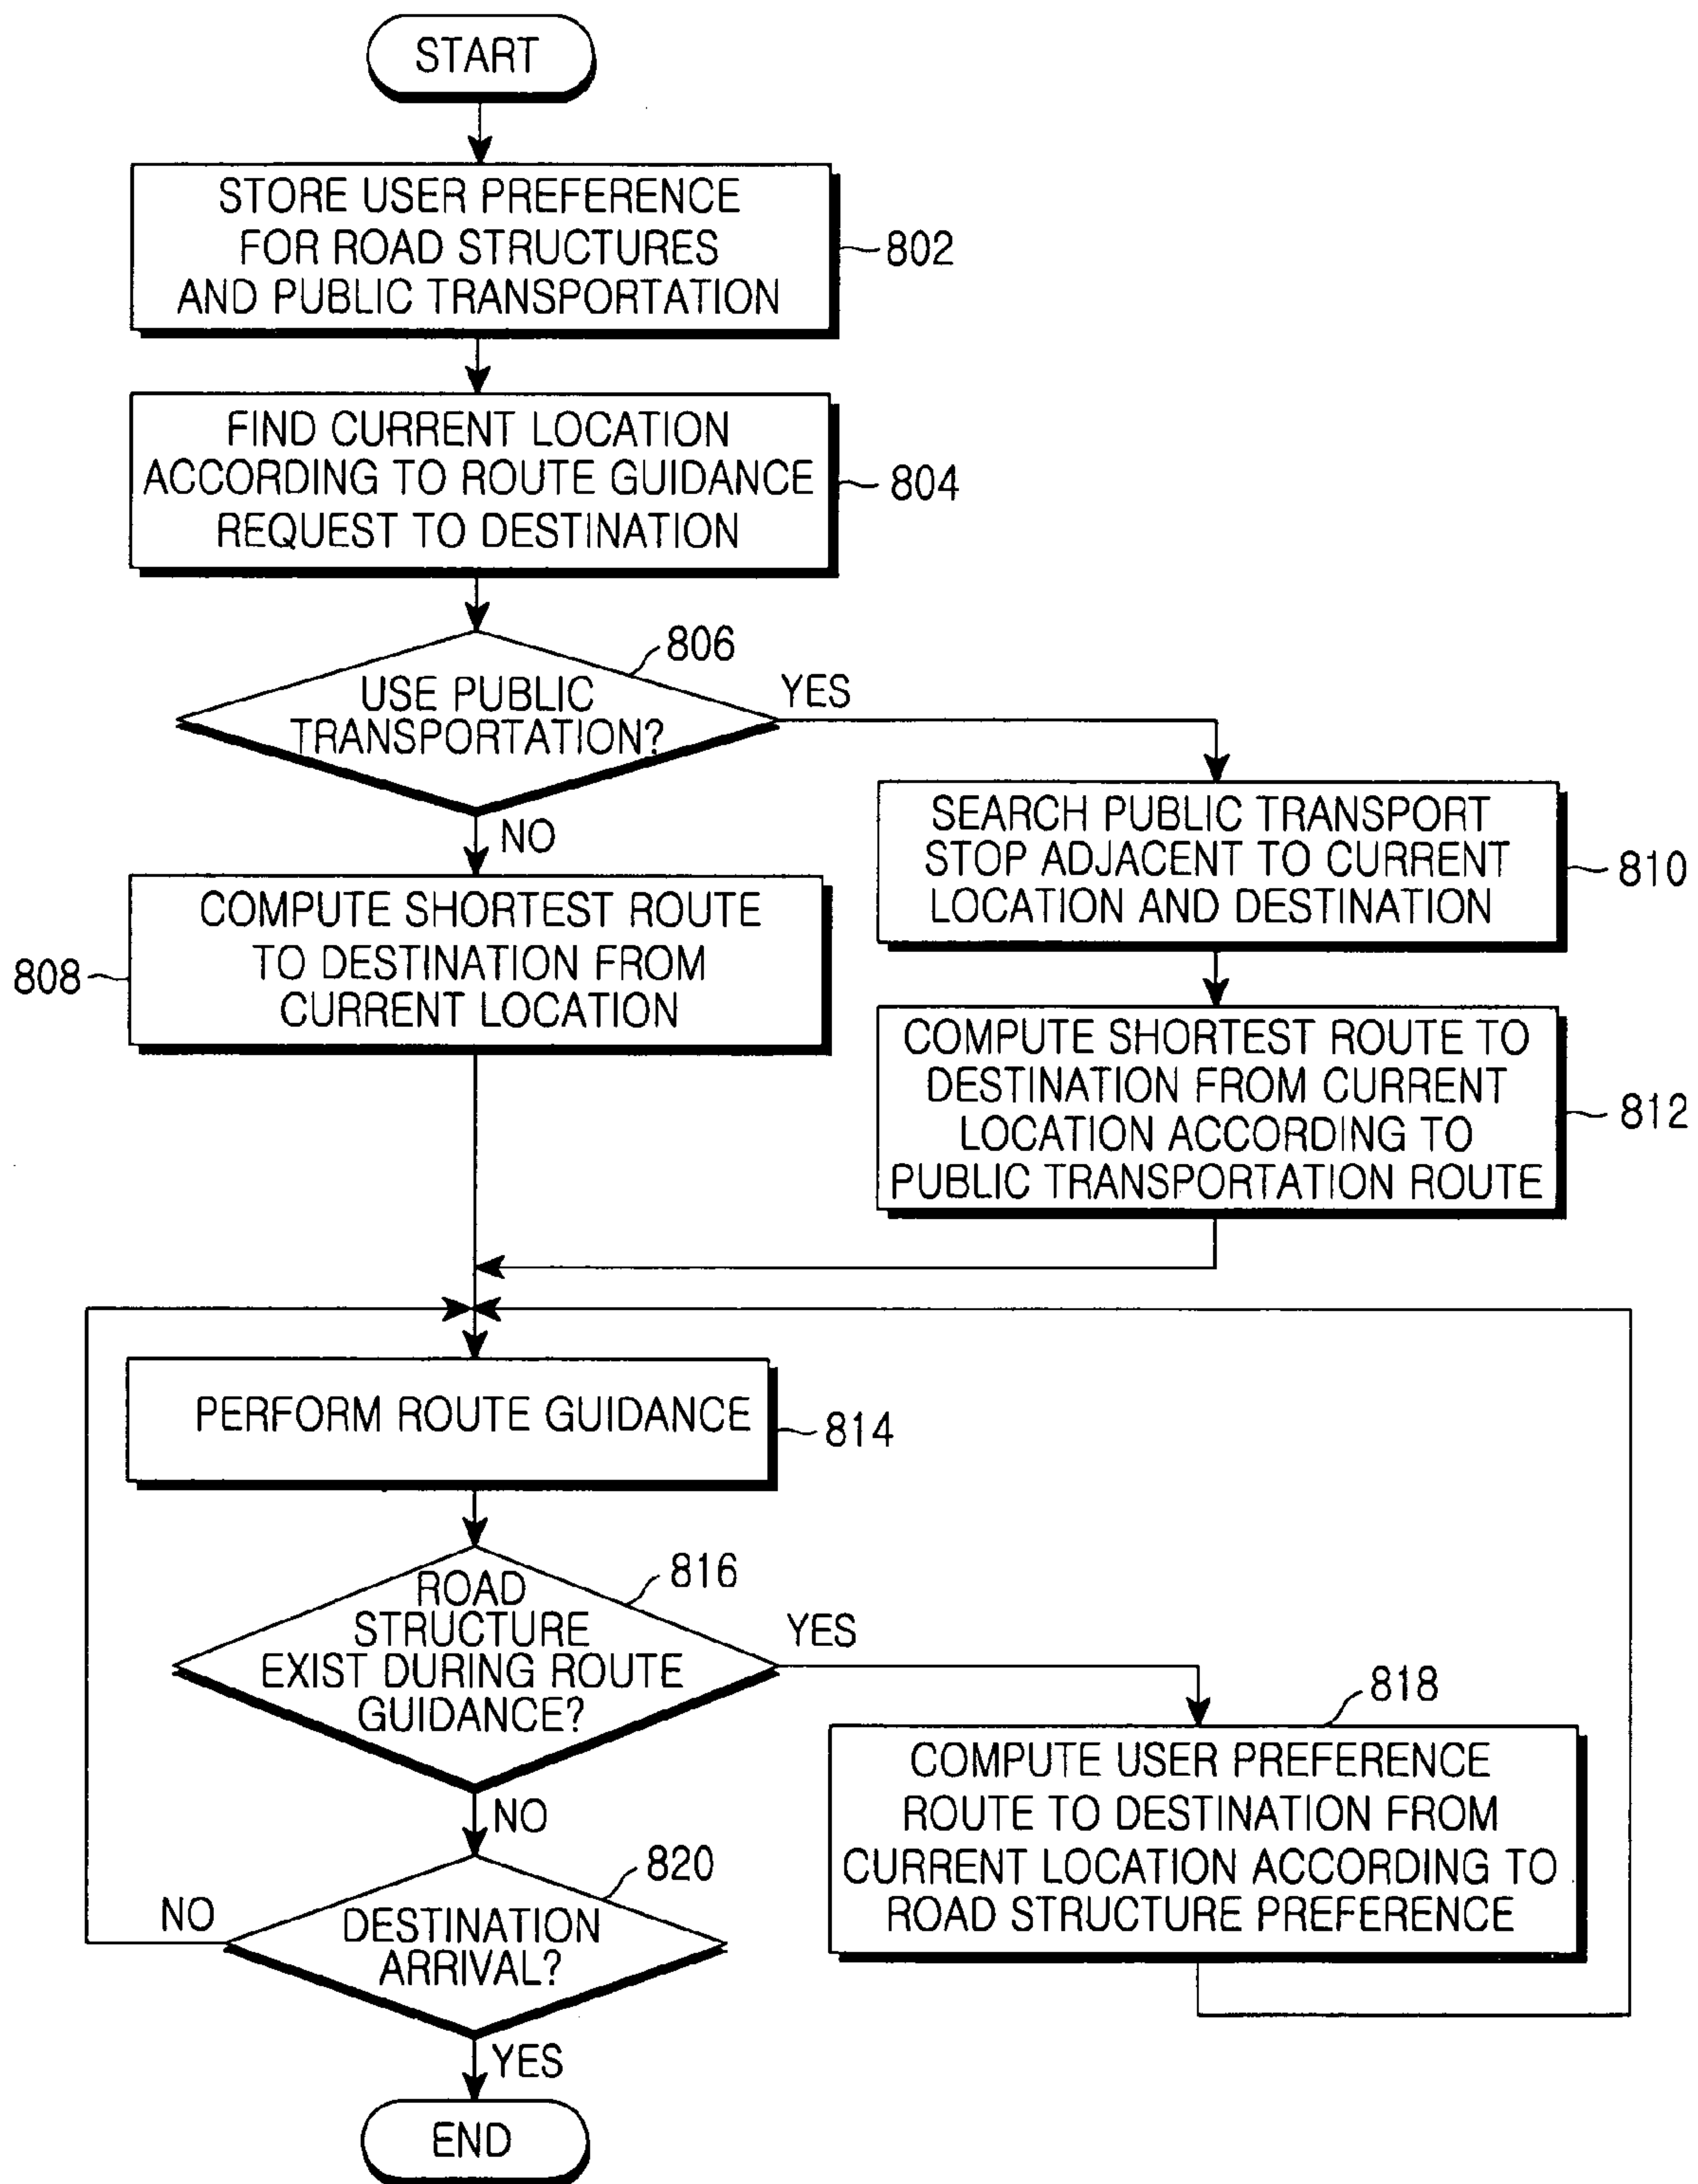 START
STORE USER PREFERENCE
FOR ROAD STRUCTURES
AND PUBLIC TRANSPORTATION
802
FIND CURRENT LOCATION
ACCORDING TO ROUTE GUIDANCE
REQUEST TO DESTINATION
804
806
USE PUBLIC
TRANSPORTATION?
YES
NO
SEARCH PUBLIC TRANSPORT
STOP ADJACENT TO CURRENT
LOCATION AND DESTINATION
810
COMPUTE SHORTEST ROUTE
TO DESTINATION FROM
CURRENT LOCATION
808
COMPUTE SHORTEST ROUTE TO
DESTINATION FROM CURRENT
LOCATION ACCORDING TO
PUBLIC TRANSPORTATION ROUTE
812
PERFORM ROUTE GUIDANCE
814
816
ROAD
STRUCTURE
EXIST DURING ROUTE
GUIDANCE?
YES
NO
818
COMPUTE USER PREFERENCE
ROUTE TO DESTINATION FROM
CURRENT LOCATION ACCORDING TO
ROAD STRUCTURE PREFERENCE
820
DESTINATION
ARRIVAL?
NO
YES
END